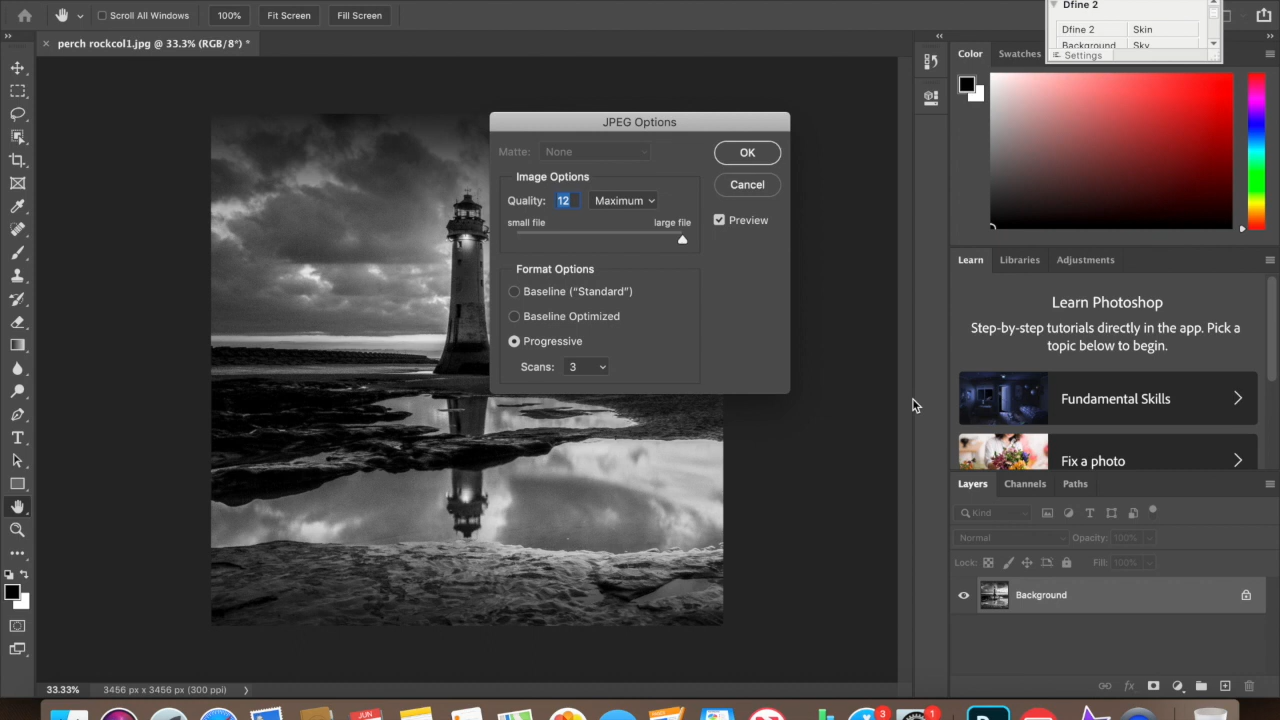 Scroll All Windows
100%
Fit Screen
Fill Screen
Dfine 2
Dfine 2 Skin
Background Sky
Settings
× perch rockcol1.jpg @ 33.3% (RGB/8*) *
Color Swatches
JPEG Options
Matte: None
OK
Image Options
Cancel
Quality: 12 Maximum
Preview
small file large file
Format Options
Baseline (“Standard”)
Baseline Optimized
Progressive
Scans: 3
Learn Libraries Adjustments
Learn Photoshop
Step-by-step tutorials directly in the app. Pick a
topic below to begin.
Fundamental Skills
Fix a photo
Layers Channels Paths
Kind
Normal Opacity: 100%
Lock: Fill: 100%
Background
fx
33.33% 3456 px x 3456 px (300 ppi)
JUN
3
1